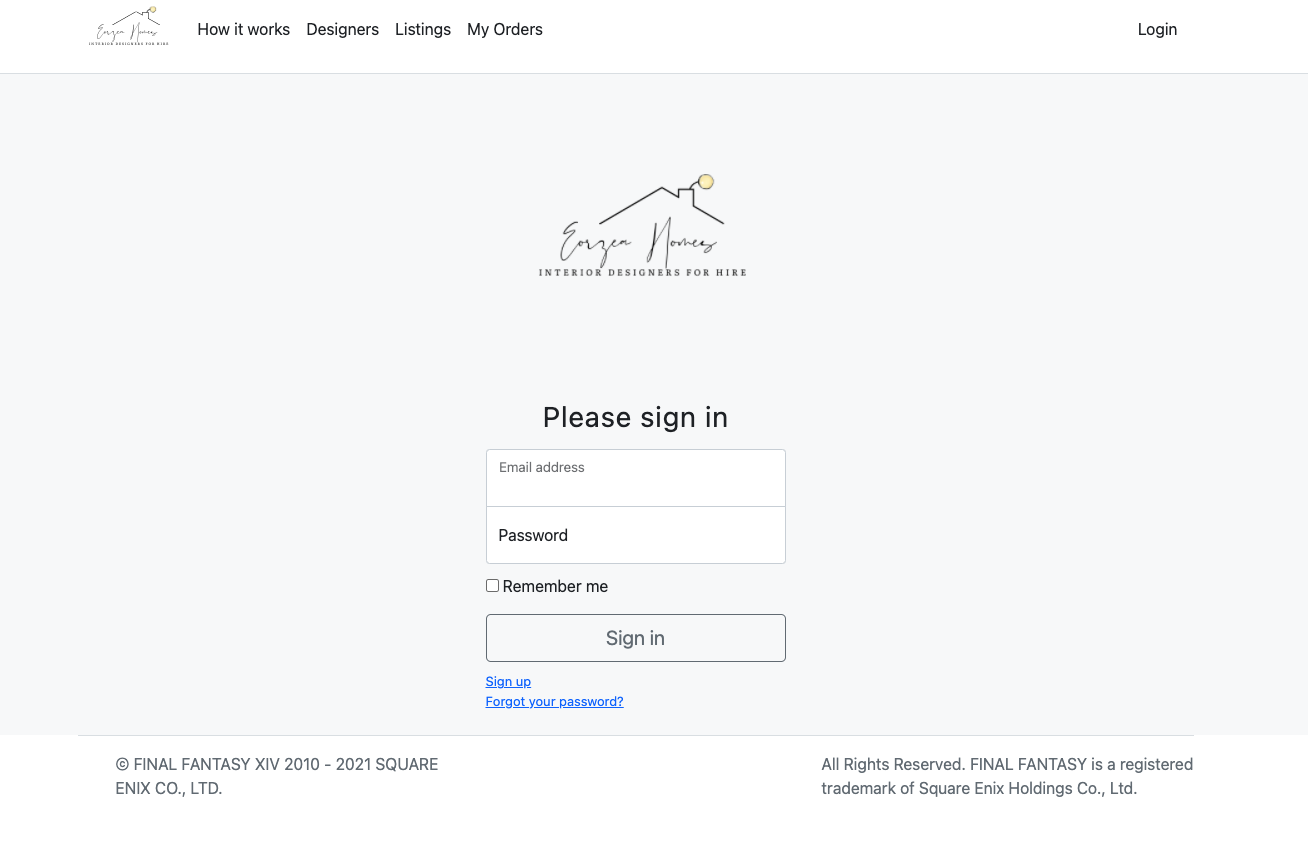 Eorzea Homes
INTERIOR DESIGNERS FOR HIRE
How it works
Designers
Listings
My Orders
Login
Eorzea Homes
INTERIOR DESIGNERS FOR HIRE
Please sign in
Email address
Password
Remember me
Sign in
Sign up
Forgot your password?
© FINAL FANTASY XIV 2010 - 2021 SQUARE
ENIX CO., LTD.
All Rights Reserved. FINAL FANTASY is a registered
trademark of Square Enix Holdings Co., Ltd.